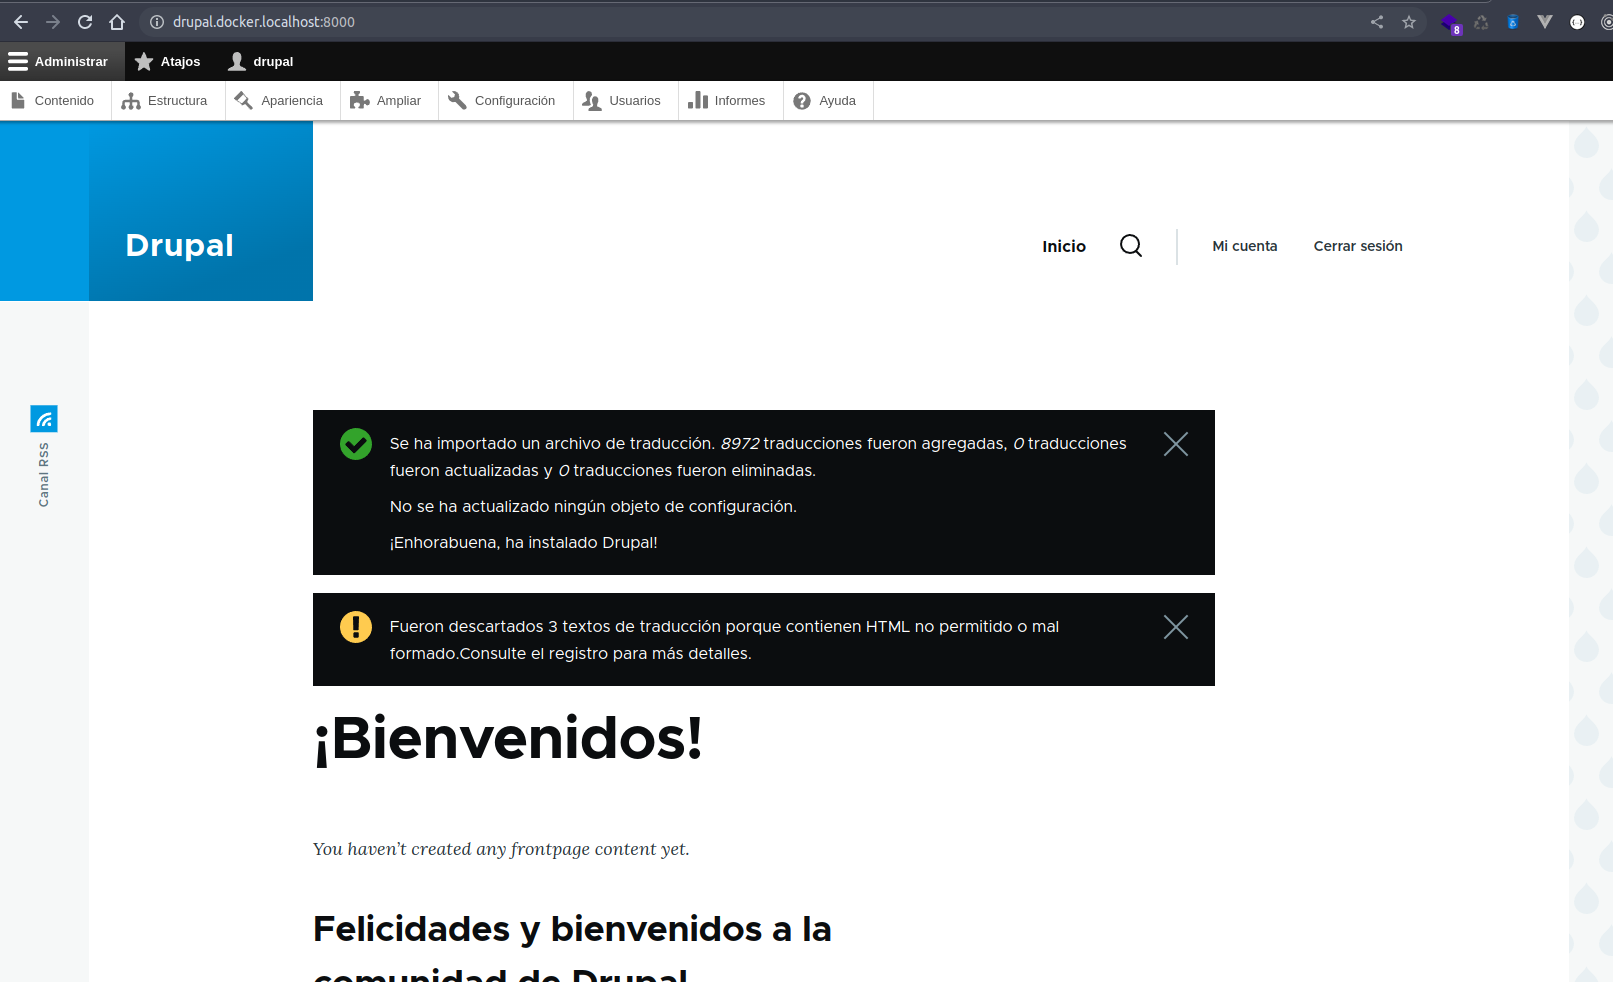 drupal.docker.localhost:8000
8
Administrar Atajos drupal
Contenido Estructura Apariencia Ampliar Configuración Usuarios Informes Ayuda
Drupal
Inicio Mi cuenta Cerrar sesión
Canal RSS
Se ha importado un archivo de traducción. 8972 traducciones fueron agregadas, 0 traducciones
fueron actualizadas y 0 traducciones fueron eliminadas.
No se ha actualizado ningún objeto de configuración.
¡Enhorabuena, ha instalado Drupal!
Fueron descartados 3 textos de traducción porque contienen HTML no permitido o mal
formado.Consulte el registro para más detalles.
¡Bienvenidos!
You haven’t created any frontpage content yet.
Felicidades y bienvenidos a la
comunidad de Drupal